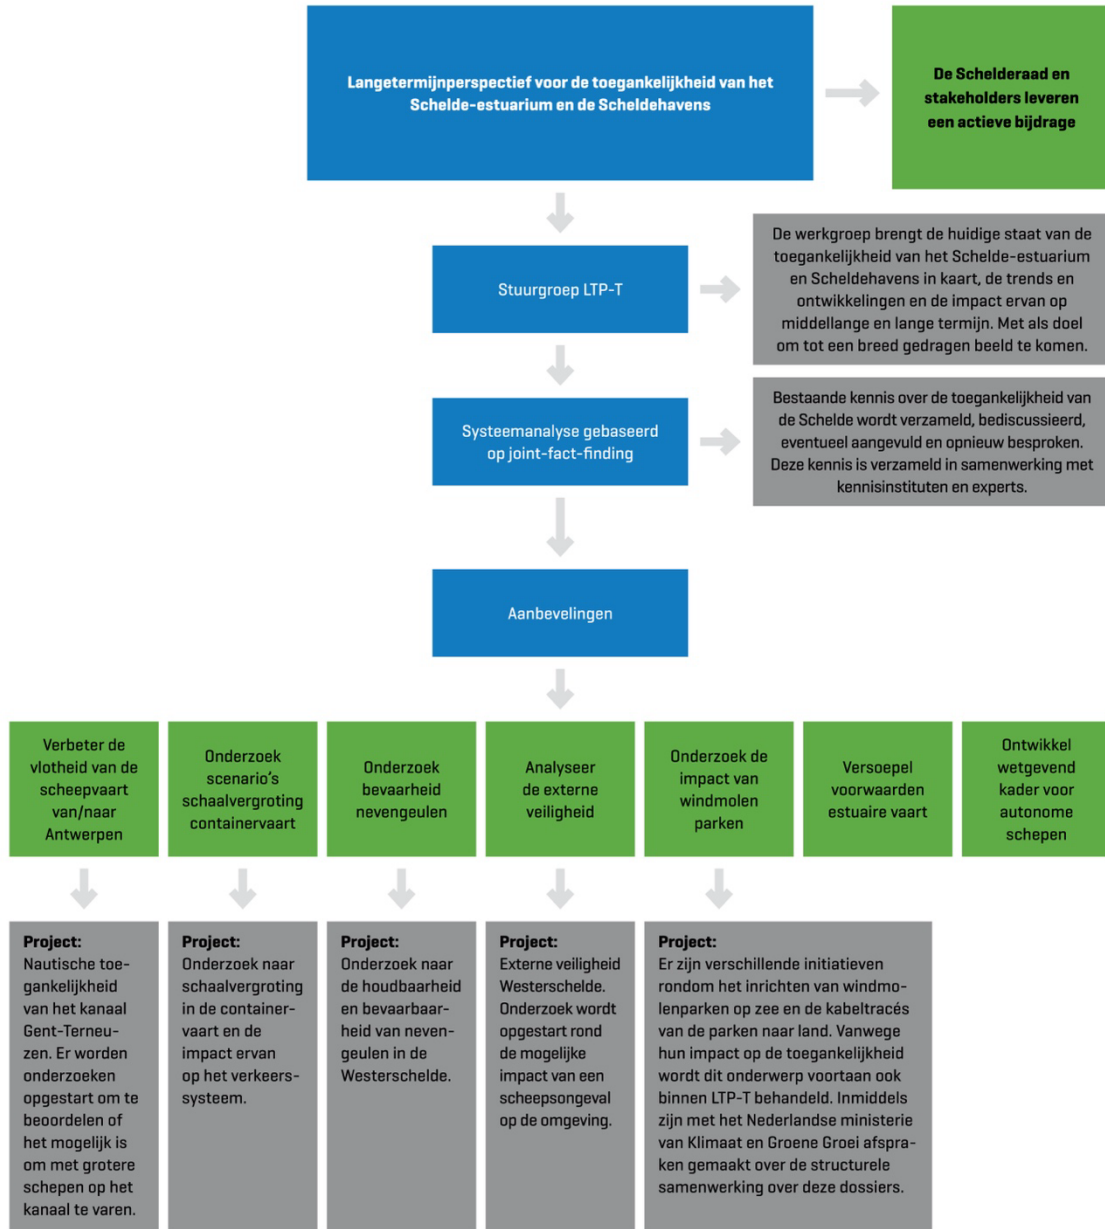 Langetermijnperspectief voor de toegankelijkheid van het
Schelde-estuarium en de Scheldehavens
De Schelderaad en
stakeholders leveren
een actieve bijdrage
Stuurgroep LTP-T
De werkgroep brengt de huidige staat van de
toegankelijkheid van het Schelde-estuarium
en Scheldehavens in kaart, de trends en
ontwikkelingen en de impact ervan op
middellange en lange termijn. Met als doel
om tot een breed gedragen beeld te komen.
Systeemanalyse gebaseerd
op joint-fact-finding
Bestaande kennis over de toegankelijkheid van
de Schelde wordt verzameld, bediscussieerd,
eventueel aangevuld en opnieuw besproken.
Deze kennis is verzameld in samenwerking met
kennisinstituten en experts.
Aanbevelingen
Verbeter de
vlotheid van de
scheepvaart
van/naar
Antwerpen
Onderzoek
scenario's
schaalvergroting
containervaart
Onderzoek
bevaarheid
nevengeulen
Analyseer
de externe
veiligheid
Onderzoek de
impact van
windmolen
parken
Versoepel
voorwaarden
estuaire vaart
Ontwikkel
wetgevend
kader voor
autonome
schepen
Project:
Nautische toe-
gankelijkheid
van het kanaal
Gent-Terneu-
zen. Er worden
onderzoeken
opgestart om te
beoordelen of
het mogelijk is
om met grotere
schepen op het
kanaal te varen.
Project:
Onderzoek naar
schaalvergroting
in de container-
vaart en de
impact ervan
op het verkeers-
systeem.
Project:
Onderzoek naar
de houdbaarheid
en bevaarbaar-
heid van neven-
geulen in de
Westerschelde.
Project:
Externe veiligheid
Westerschelde.
Onderzoek wordt
opgestart rond
de mogelijke
impact van een
scheepsongeval
op de omgeving.
Project:
Er zijn verschillende initiatieven
rondom het inrichten van windmo-
lenparken op zee en de kabeltracés
van de parken naar land. Vanwege
hun impact op de toegankelijkheid
wordt dit onderwerp voortaan ook
binnen LTP-T behandeld. Inmiddels
zijn met het Nederlandse ministerie
van Klimaat en Groene Groei afspra-
ken gemaakt over de structurele
samenwerking over deze dossiers.